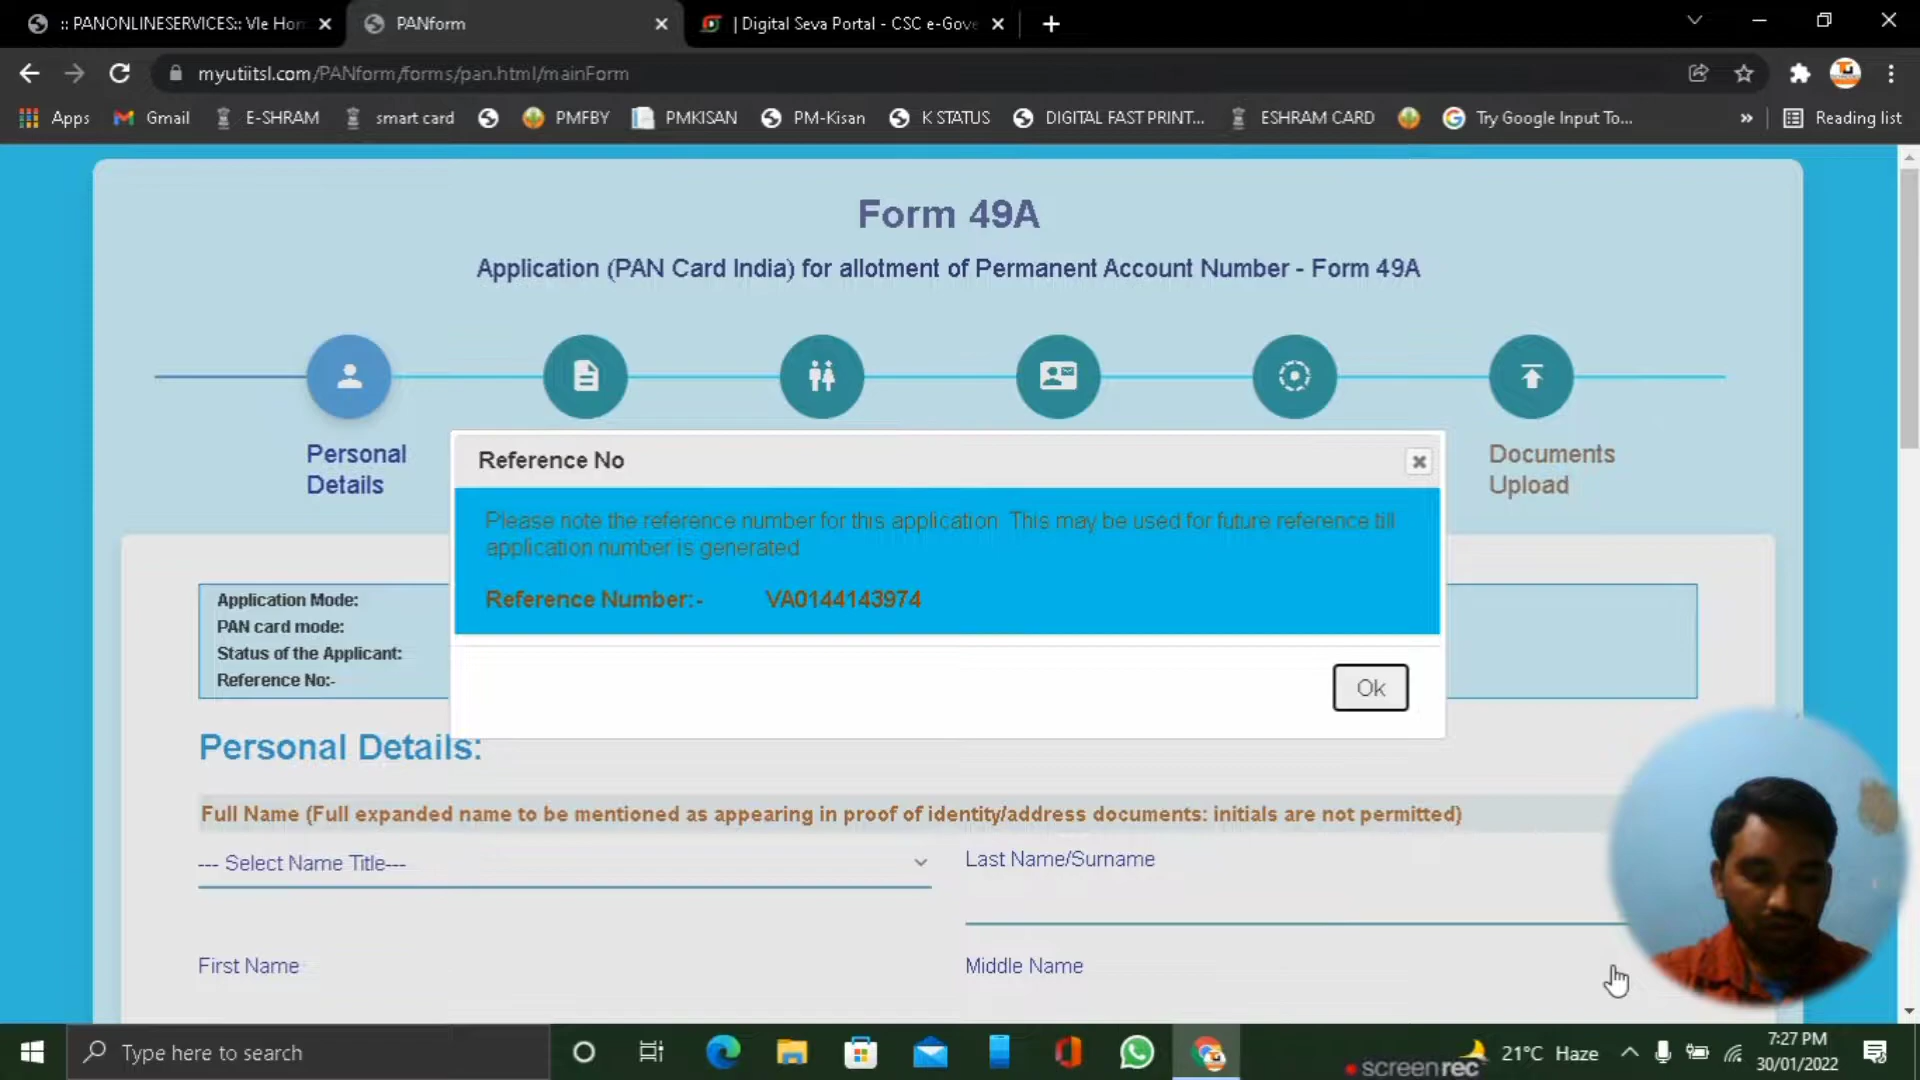 :: PANONLINESERVICES:: Vle Hom
PANform
| Digital Seva Portal - CSC e-Gove
myutiitsl.com/PANform/forms/pan.html/mainForm
Apps
Gmail
E-SHRAM
smart card
PMFBY
PMKISAN
PM-Kisan
K STATUS
DIGITAL FAST PRINT...
ESHRAM CARD
Try Google Input To...
»
Reading list
Form 49A
Application (PAN Card India) for allotment of Permanent Account Number - Form 49A
Personal
Details
Documents
Upload
Reference No
Please note the reference number for this application. This may be used for future reference till
application number is generated
Reference Number:- VA0144143974
Ok
Application Mode:
PAN card mode:
Status of the Applicant:
Reference No:-
Personal Details:
Full Name (Full expanded name to be mentioned as appearing in proof of identity/address documents: initials are not permitted)
--- Select Name Title---
Last Name/Surname
First Name
Middle Name
Type here to search
screenrec
21°C Haze
7:27 PM
30/01/2022